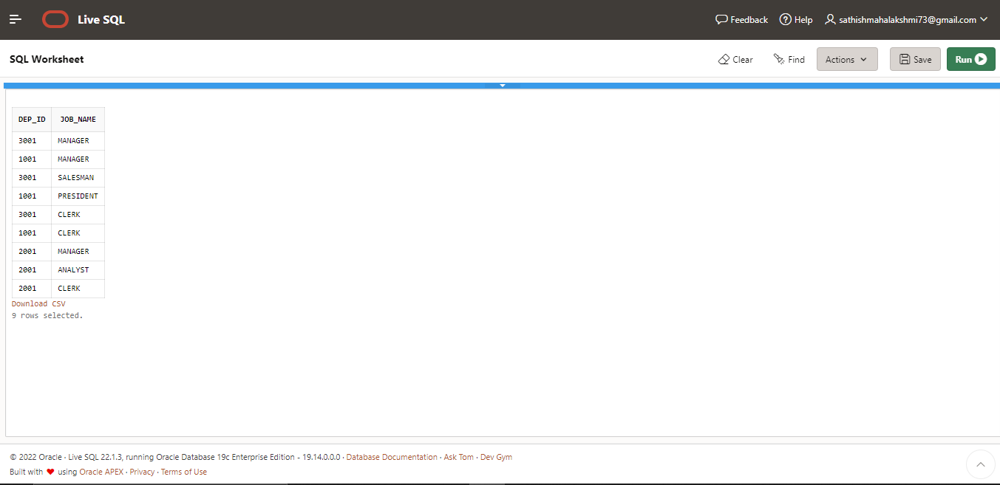 Live SQL Feedback Help sathishmahalakshmi73@gmail.com
SQL Worksheet Clear Find Actions Save Run
DEP_ID JOB_NAME
3001 MANAGER
1001 MANAGER
3001 SALESMAN
1001 PRESIDENT
3001 CLERK
1001 CLERK
2001 MANAGER
2001 ANALYST
2001 CLERK
Download CSV
9 rows selected.
© 2022 Oracle · Live SQL 22.1.3, running Oracle Database 19c Enterprise Edition - 19.14.0.0.0 · Database Documentation · Ask Tom · Dev Gym
Built with ❤ using Oracle APEX · Privacy · Terms of Use